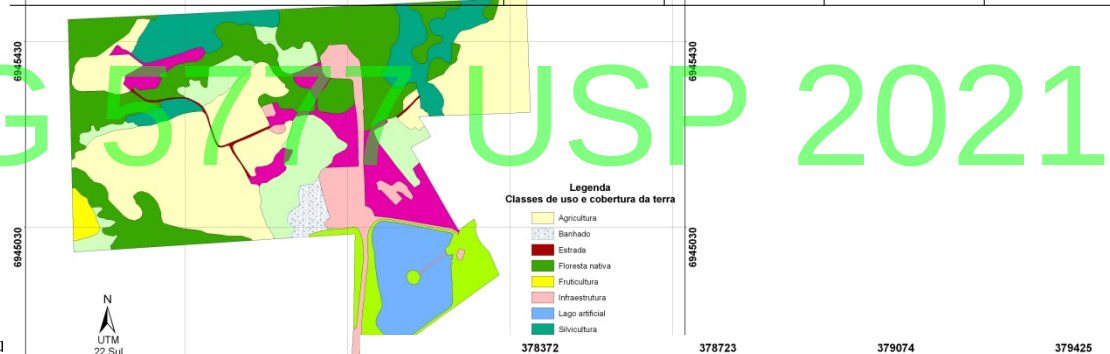 6945430
6945430
G 5777 USP 2021
Legenda
Classes de uso e cobertura da terra
Agricultura
Banhado
Estrada
Floresta nativa
Fruticultura
Infraestrutura
Lago artificial
Silvicultura
6945030
6945030
N
UTM
22 Sul
378372
378723
379074
379425